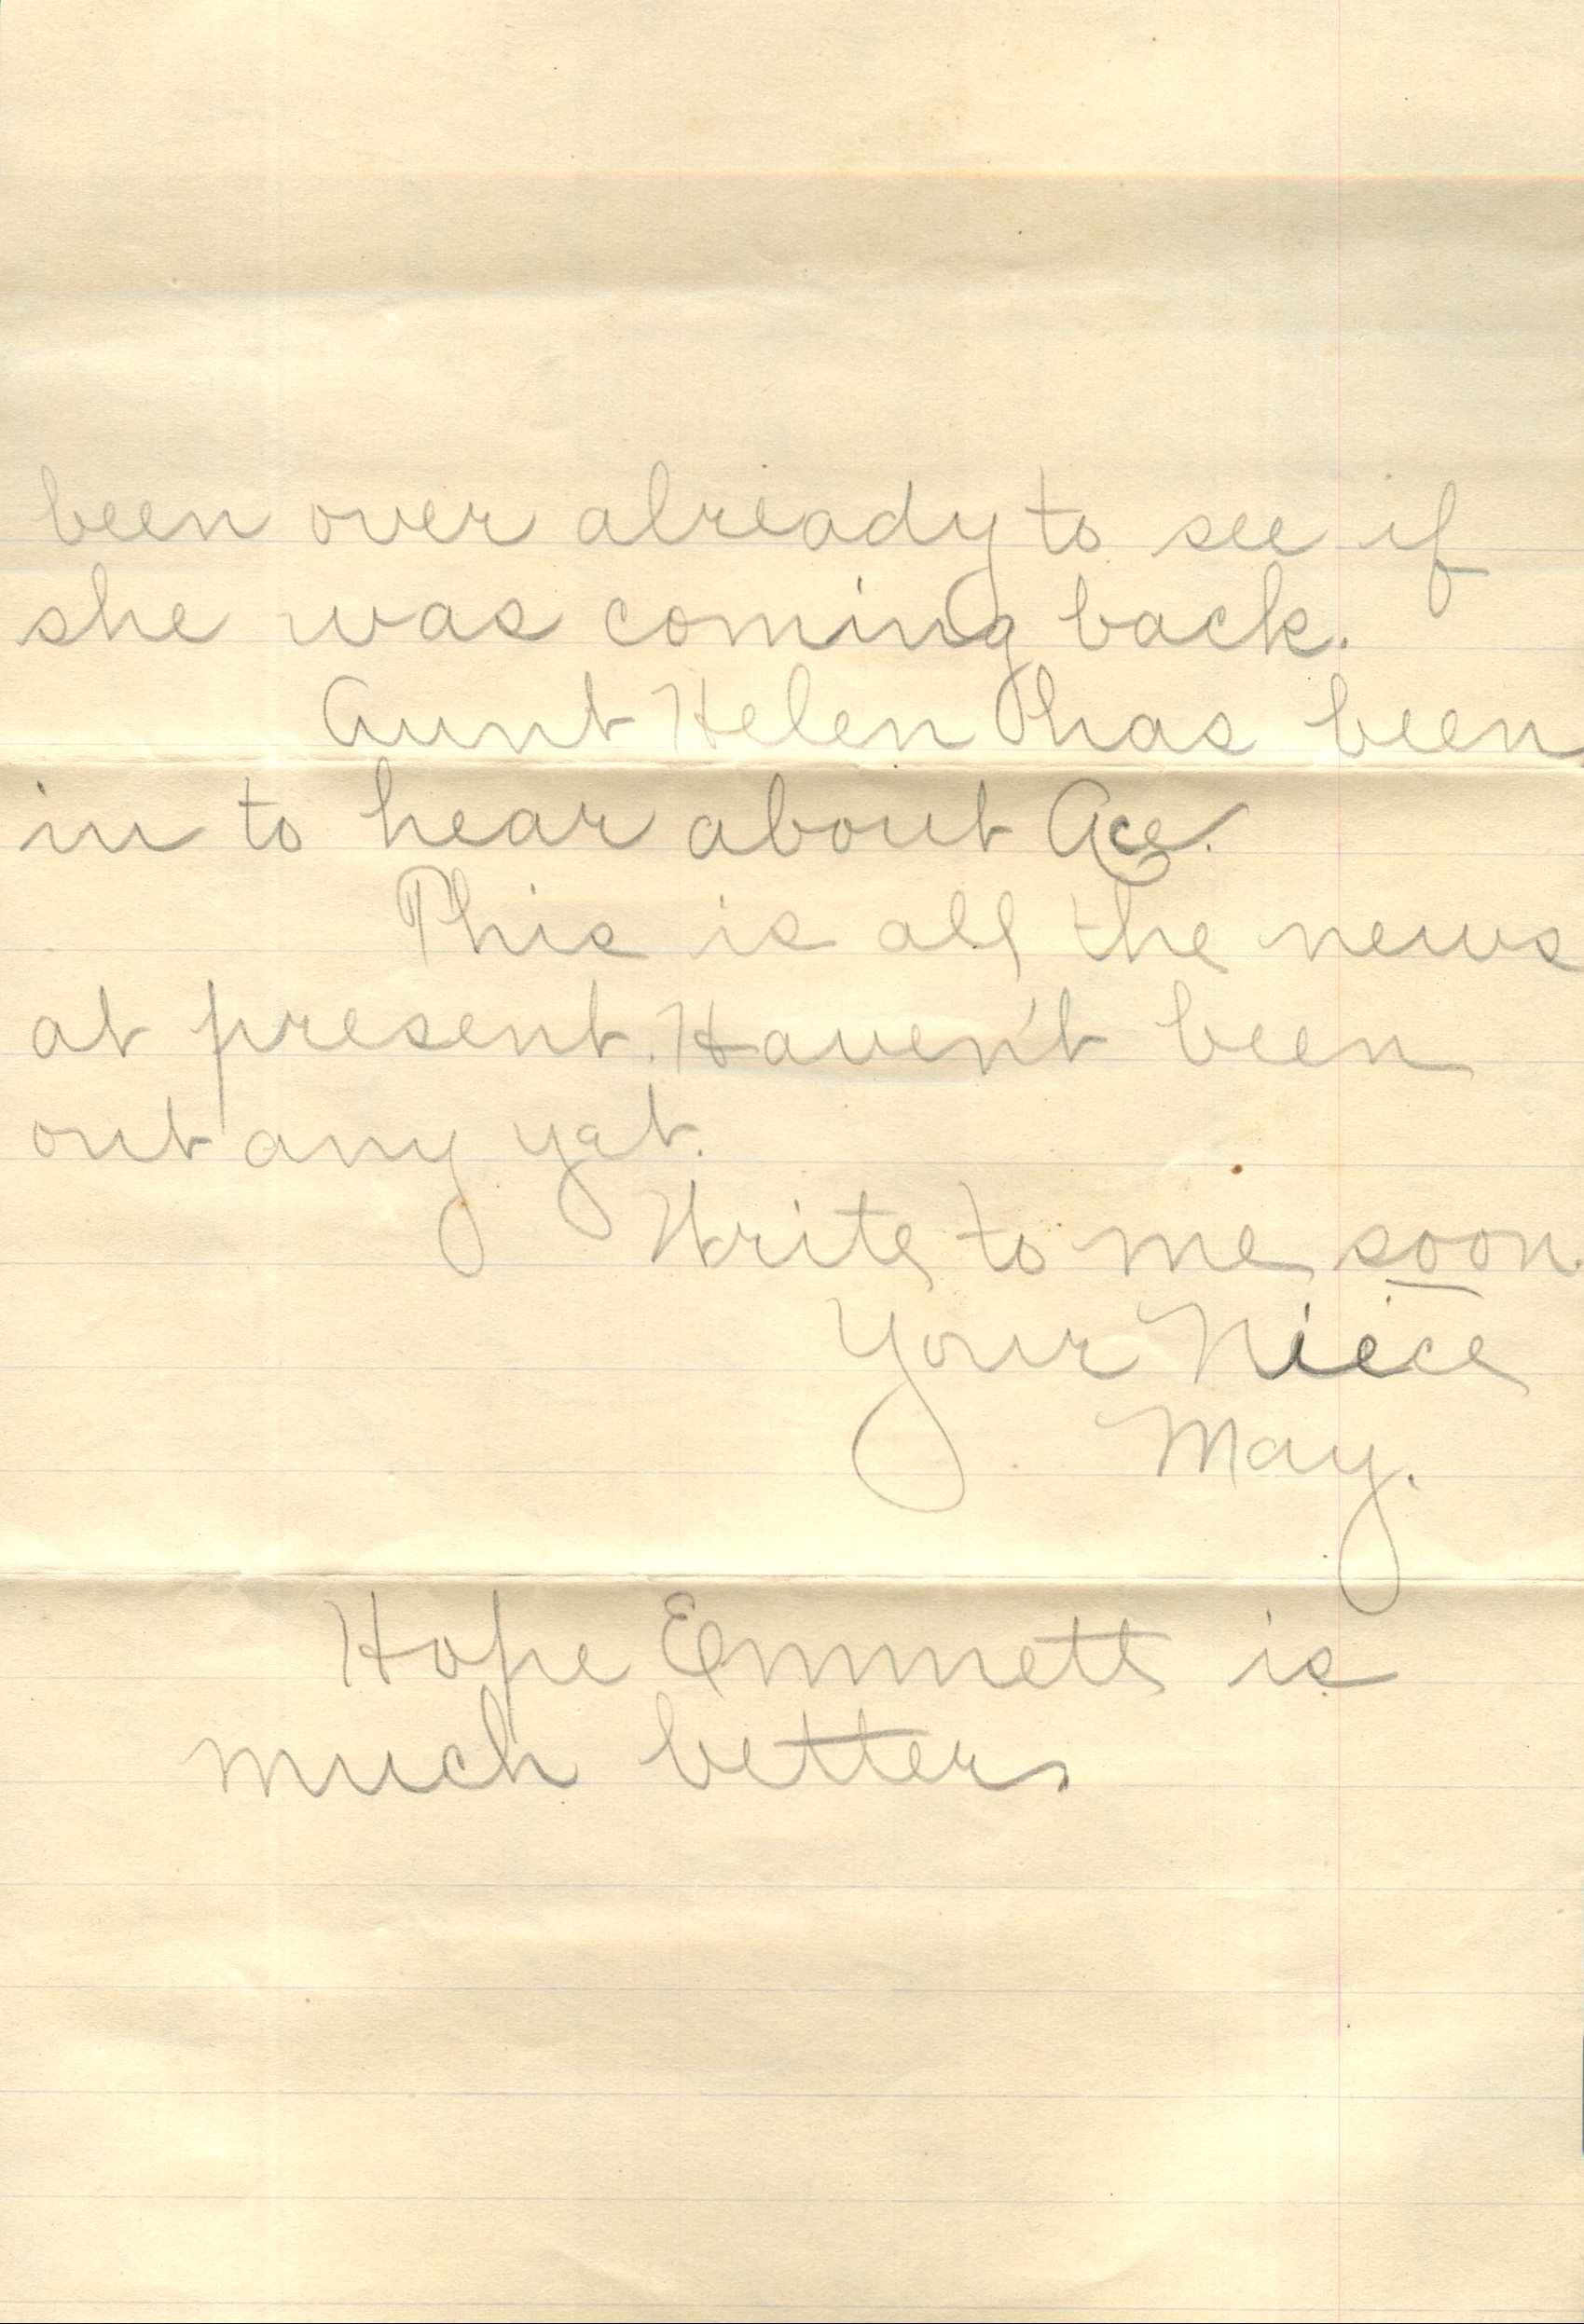 been over already to see if
she was coming back.
Aunt Helen has been
in to hear about Ace.
This is all the news
at present. Haven't been
out any yet.
Write to me soon.
Your Niece
May.
Hope Emmett is
much better.